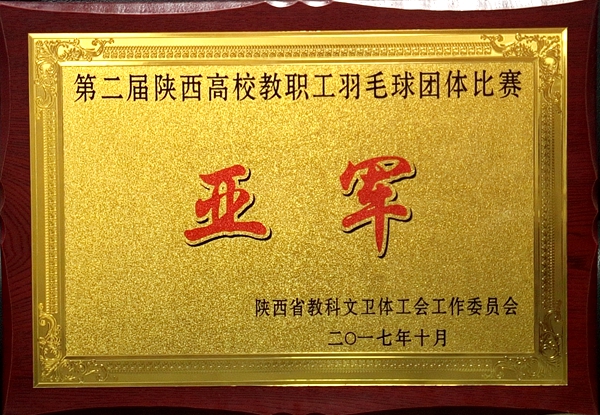 第二届陕西高校教职工羽毛球团体比赛
亚军
陕西省教科文卫体工会工作委员会
二〇一七年十月